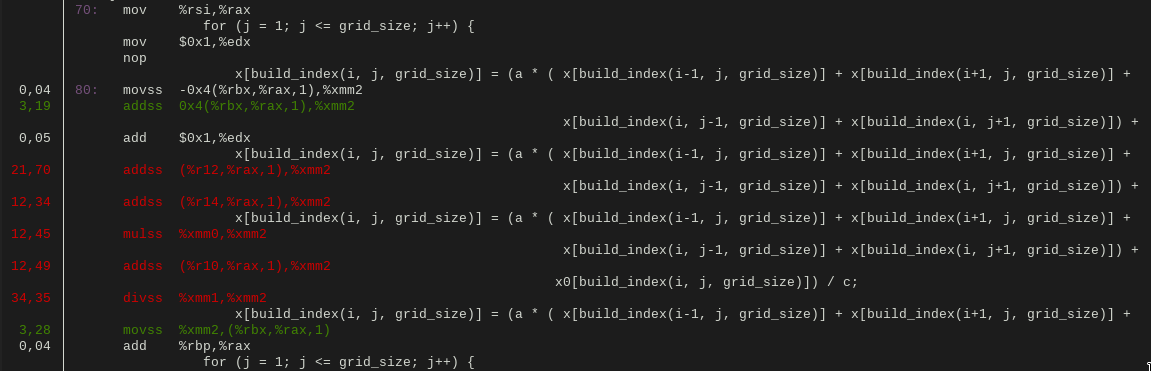 70: mov %rsi,%rax
for (j = 1; j <= grid_size; j++) {
mov $0x1,%edx
nop
x[build_index(i, j, grid_size)] = (a * ( x[build_index(i-1, j, grid_size)] + x[build_index(i+1, j, grid_size)] +
0,04 80: movss -0x4(%rbx,%rax,1),%xmm2
3,19 addss 0x4(%rbx,%rax,1),%xmm2
x[build_index(i, j-1, grid_size)] + x[build_index(i, j+1, grid_size)]) +
0,05 add $0x1,%edx
x[build_index(i, j, grid_size)] = (a * ( x[build_index(i-1, j, grid_size)] + x[build_index(i+1, j, grid_size)] +
21,70 addss (%r12,%rax,1),%xmm2
x[build_index(i, j-1, grid_size)] + x[build_index(i, j+1, grid_size)]) +
12,34 addss (%r14,%rax,1),%xmm2
x[build_index(i, j, grid_size)] = (a * ( x[build_index(i-1, j, grid_size)] + x[build_index(i+1, j, grid_size)] +
12,45 mulss %xmm0,%xmm2
x[build_index(i, j-1, grid_size)] + x[build_index(i, j+1, grid_size)]) +
12,49 addss (%r10,%rax,1),%xmm2
x0[build_index(i, j, grid_size)]) / c;
34,35 divss %xmm1,%xmm2
x[build_index(i, j, grid_size)] = (a * ( x[build_index(i-1, j, grid_size)] + x[build_index(i+1, j, grid_size)] +
3,28 movss %xmm2,(%rbx,%rax,1)
0,04 add %rbp,%rax
for (j = 1; j <= grid_size; j++) {